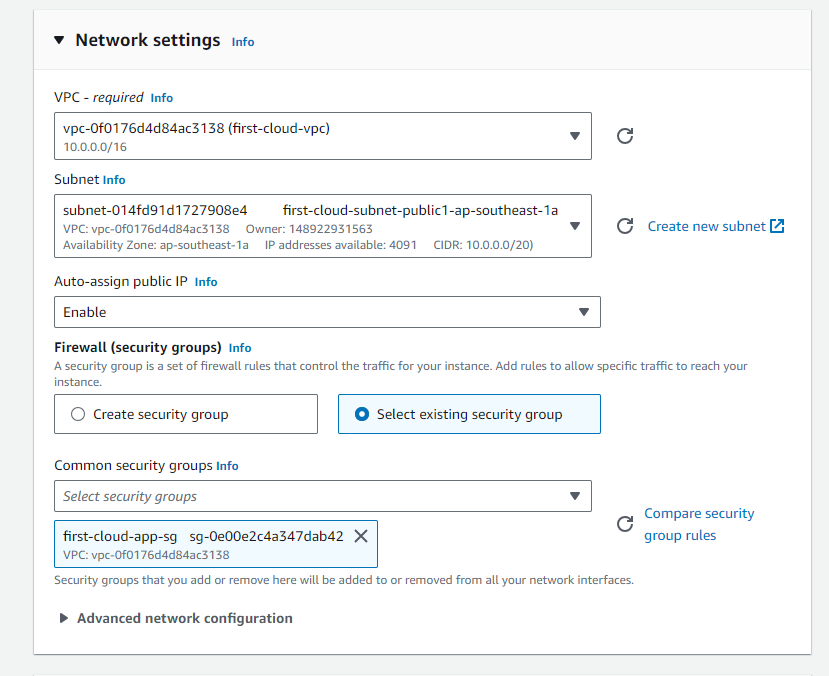 Network settings Info
VPC - required Info
vpc-0f0176d4d84ac3138 (first-cloud-vpc)
10.0.0.0/16
Subnet Info
subnet-014fd91d1727908e4 first-cloud-subnet-public1-ap-southeast-1a
VPC: vpc-0f0176d4d84ac3138 Owner: 148922931563
Availability Zone: ap-southeast-1a IP addresses available: 4091 CIDR: 10.0.0.0/20)
Create new subnet
Auto-assign public IP Info
Enable
Firewall (security groups) Info
A security group is a set of firewall rules that control the traffic for your instance. Add rules to allow specific traffic to reach your
instance.
Create security group
Select existing security group
Common security groups Info
Select security groups
first-cloud-app-sg sg-0e00e2c4a347dab42
VPC: vpc-0f0176d4d84ac3138
Compare security
group rules
Security groups that you add or remove here will be added to or removed from all your network interfaces.
Advanced network configuration